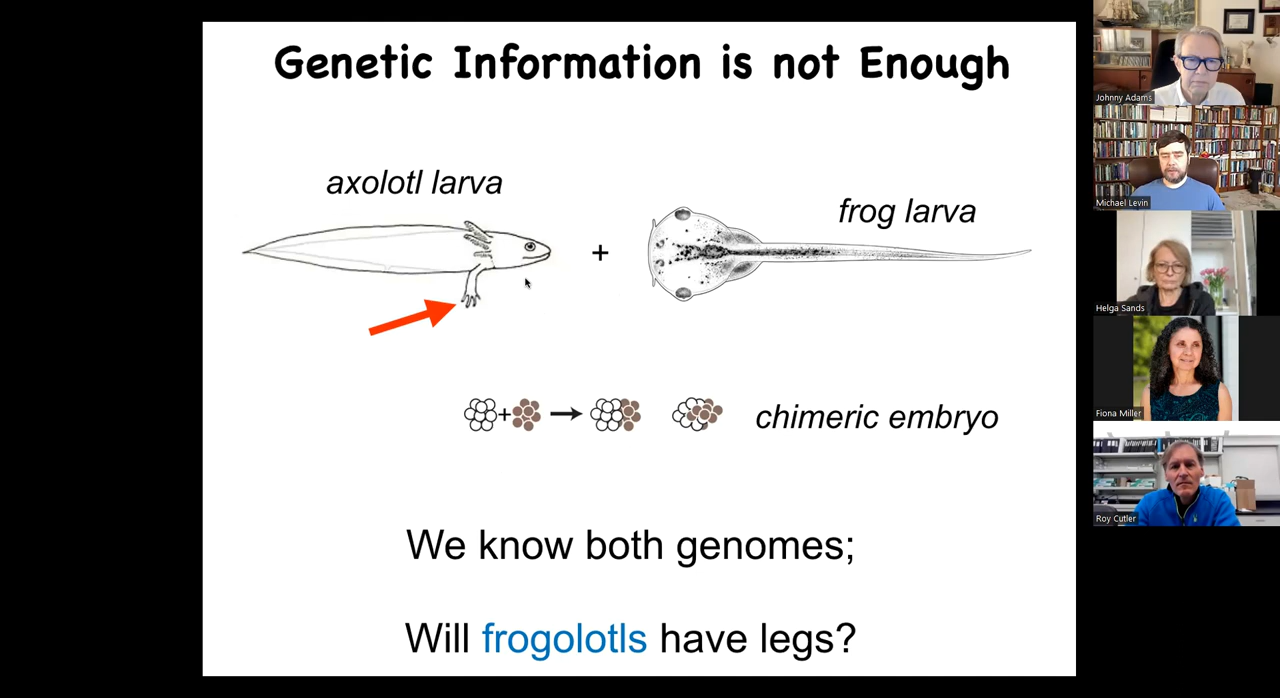 Genetic Information is not Enough
axolotl larva
frog larva
+
+
chimeric embryo
We know both genomes;
Will frogolotls have legs?
Johnny Adams
Michael Levin
Helga Sands
Fiona Miller
Roy Cutler